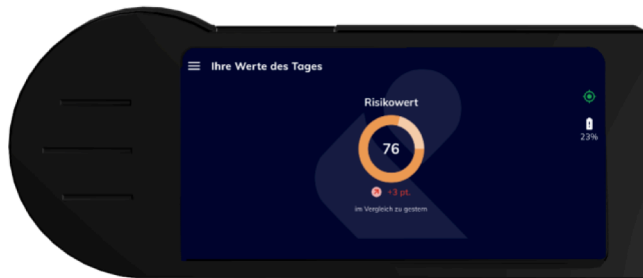 Ihre Werte des Tages
Risikowert
76
+3 pt.
im Vergleich zu gestern
23%